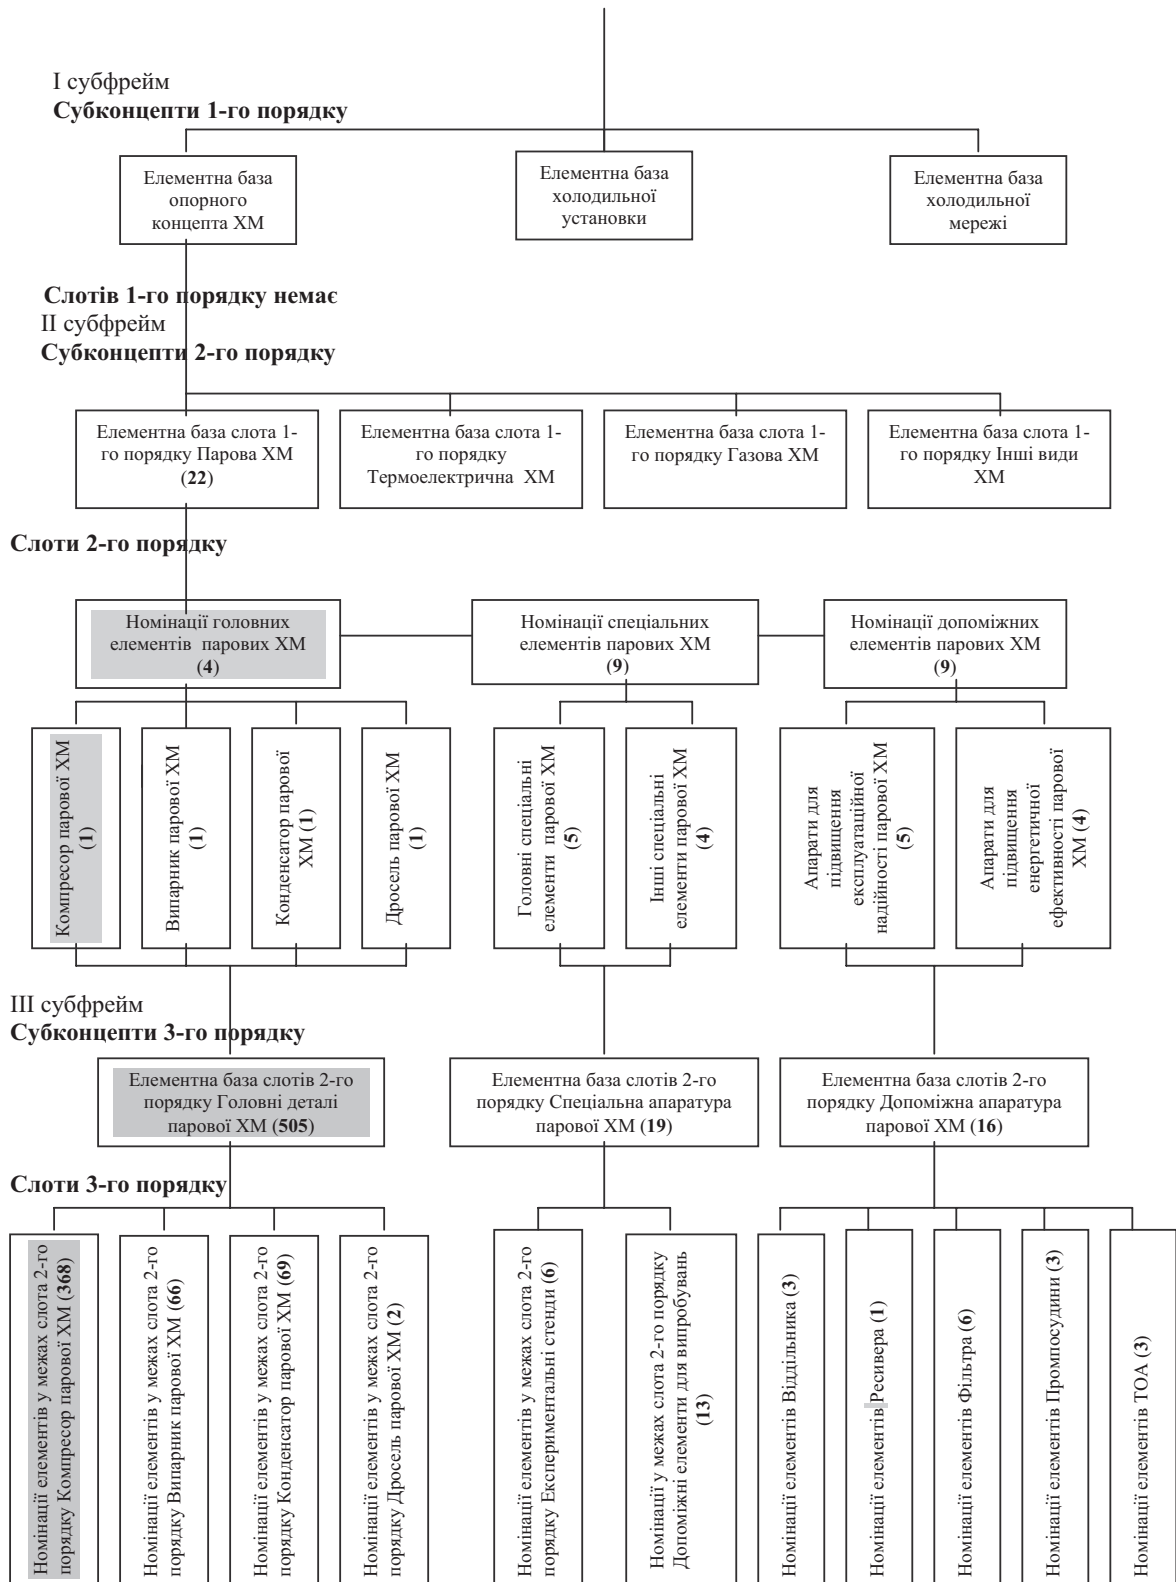 І субфрейм
Субконцепти 1-го порядку
Елементна база
опорного
концепта ХМ
Елементна база
холодильної
установки
Елементна база
холодильної
мережі
Слотів 1-го порядку немає
ІІ субфрейм
Субконцепти 2-го порядку
Елементна база слота 1-
го порядку Парова ХМ
(22)
Елементна база слота 1-
го порядку
Термоелектрична ХМ
Елементна база слота 1-
го порядку Газова ХМ
Елементна база слота 1-
го порядку Інші види
ХМ
Слоти 2-го порядку
Номінації головних
елементів парових ХМ
(4)
Номінації спеціальних
елементів парових ХМ
(9)
Номінації допоміжних
елементів парових ХМ
(9)
Компресор парової ХМ
(1)
Випарник парової ХМ
(1)
Конденсатор парової
ХМ (1)
Дросель парової ХМ
(1)
Головні спеціальні
елементи парової ХМ
(5)
Інші спеціальні
елементи парової ХМ
(4)
Апарати для
підвищення
експлуатаційної
надійності парової ХМ
(5)
Апарати для
підвищення
енергетичної
ефективності парової
ХМ (4)
ІІІ субфрейм
Субконцепти 3-го порядку
Елементна база слотів 2-го
порядку Головні деталі
парової ХМ (505)
Елементна база слотів 2-го
порядку Спеціальна апаратура
парової ХМ (19)
Елементна база слотів 2-го
порядку Допоміжна апаратура
парової ХМ (16)
Слоти 3-го порядку
Номінації елементів у межах слота 2-го
порядку Компресор парової ХМ (368)
Номінації елементів у межах слота 2-го
порядку Випарник парової ХМ (66)
Номінації елементів у межах слота 2-го
порядку Конденсатор парової ХМ (69)
Номінації елементів у межах слота 2-го
порядку Дросель парової ХМ (2)
Номінації елементів у межах слота 2-го
порядку Експериментальні стенди (6)
Номінації у межах слота 2-го порядку
Допоміжні елементи для випробувань
(13)
Номінації елементів Віддільника (3)
Номінації елементів Ресивера (1)
Номінації елементів Фільтра (6)
Номінації елементів Промпосудини (3)
Номінації елементів ТОА (3)